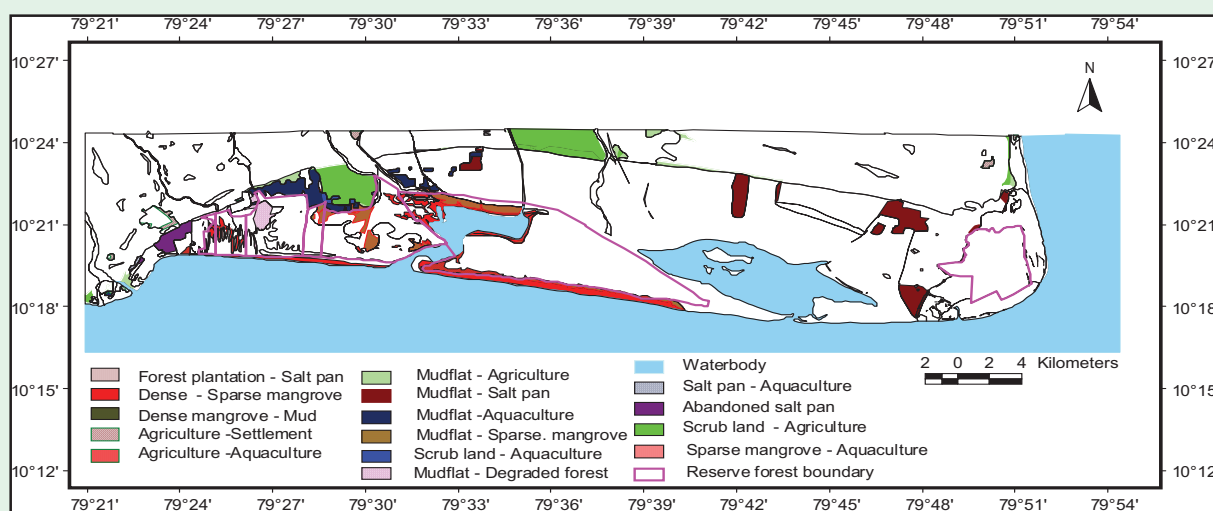 79°21' 79°24' 79°27' 79°30' 79°33' 79°36' 79°39' 79°42' 79°45' 79°48' 79°51' 79°54'
10°27' 10°27'
N
10°24' 10°24'
10°21' 10°21'
10°18' 10°18'
10°15' 10°15'
10°12' 10°12'
Forest plantation - Salt pan
Dense - Sparse mangrove
Dense mangrove - Mud
Agriculture -Settlement
Agriculture -Aquaculture
Mudflat - Agriculture
Mudflat - Salt pan
Mudflat -Aquaculture
Mudflat - Sparse. mangrove
Scrub land - Aquaculture
Mudflat - Degraded forest
Waterbody
Salt pan - Aquaculture
Abandoned salt pan
Scrub land - Agriculture
Sparse mangrove - Aquaculture
Reserve forest boundary
2 0 2 4 Kilometers
79°21' 79°24' 79°27' 79°30' 79°33' 79°36' 79°39' 79°42' 79°45' 79°48' 79°51' 79°54'